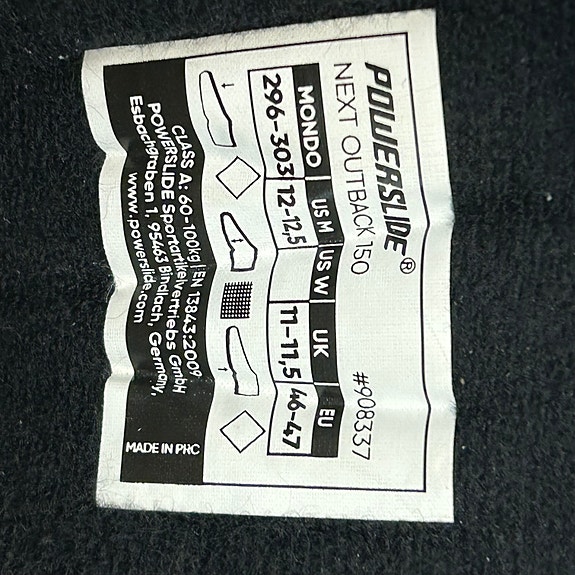 POWERSLIDE®
NEXT OUTBACK 150 #908337
MONDO US M US W UK EU
296-303 12-12,5 11-11,5 46-47
CLASS A: 60-100kg | EN 13843:2009
POWERSLIDE Sportartikelvertriebs GmbH
Esbachgraben 1, 95463 Bindlach, Germany,
www.powerslide.com
MADE IN PRC